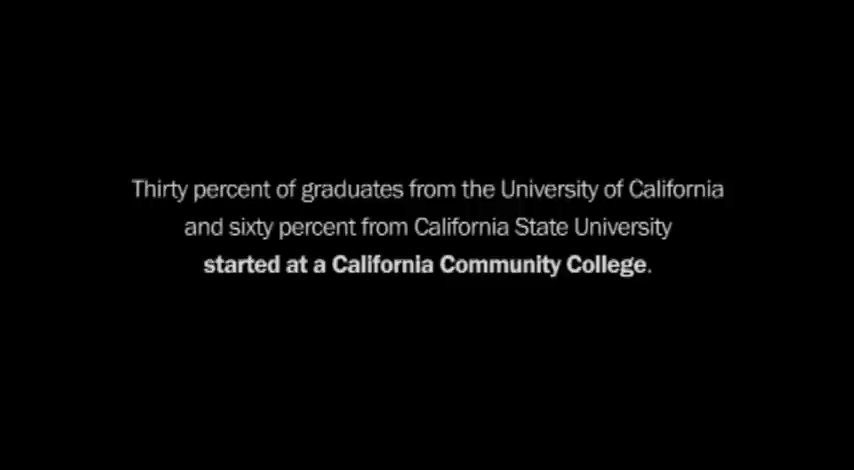 Thirty percent of graduates from the University of California
and sixty percent from California State University
started at a California Community College.